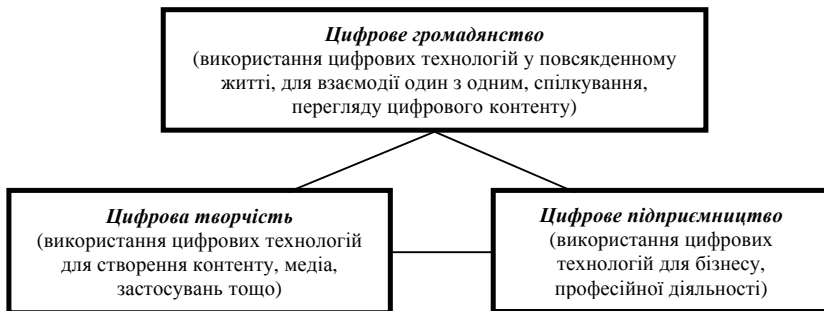 Цифрове громадянство
(використання цифрових технологій у повсякденному
житті, для взаємодії один з одним, спілкування,
перегляду цифрового контенту)
Цифрова творчість
(використання цифрових технологій
для створення контенту, медіа,
застосувань тощо)
Цифрове підприємництво
(використання цифрових
технологій для бізнесу,
професійної діяльності)